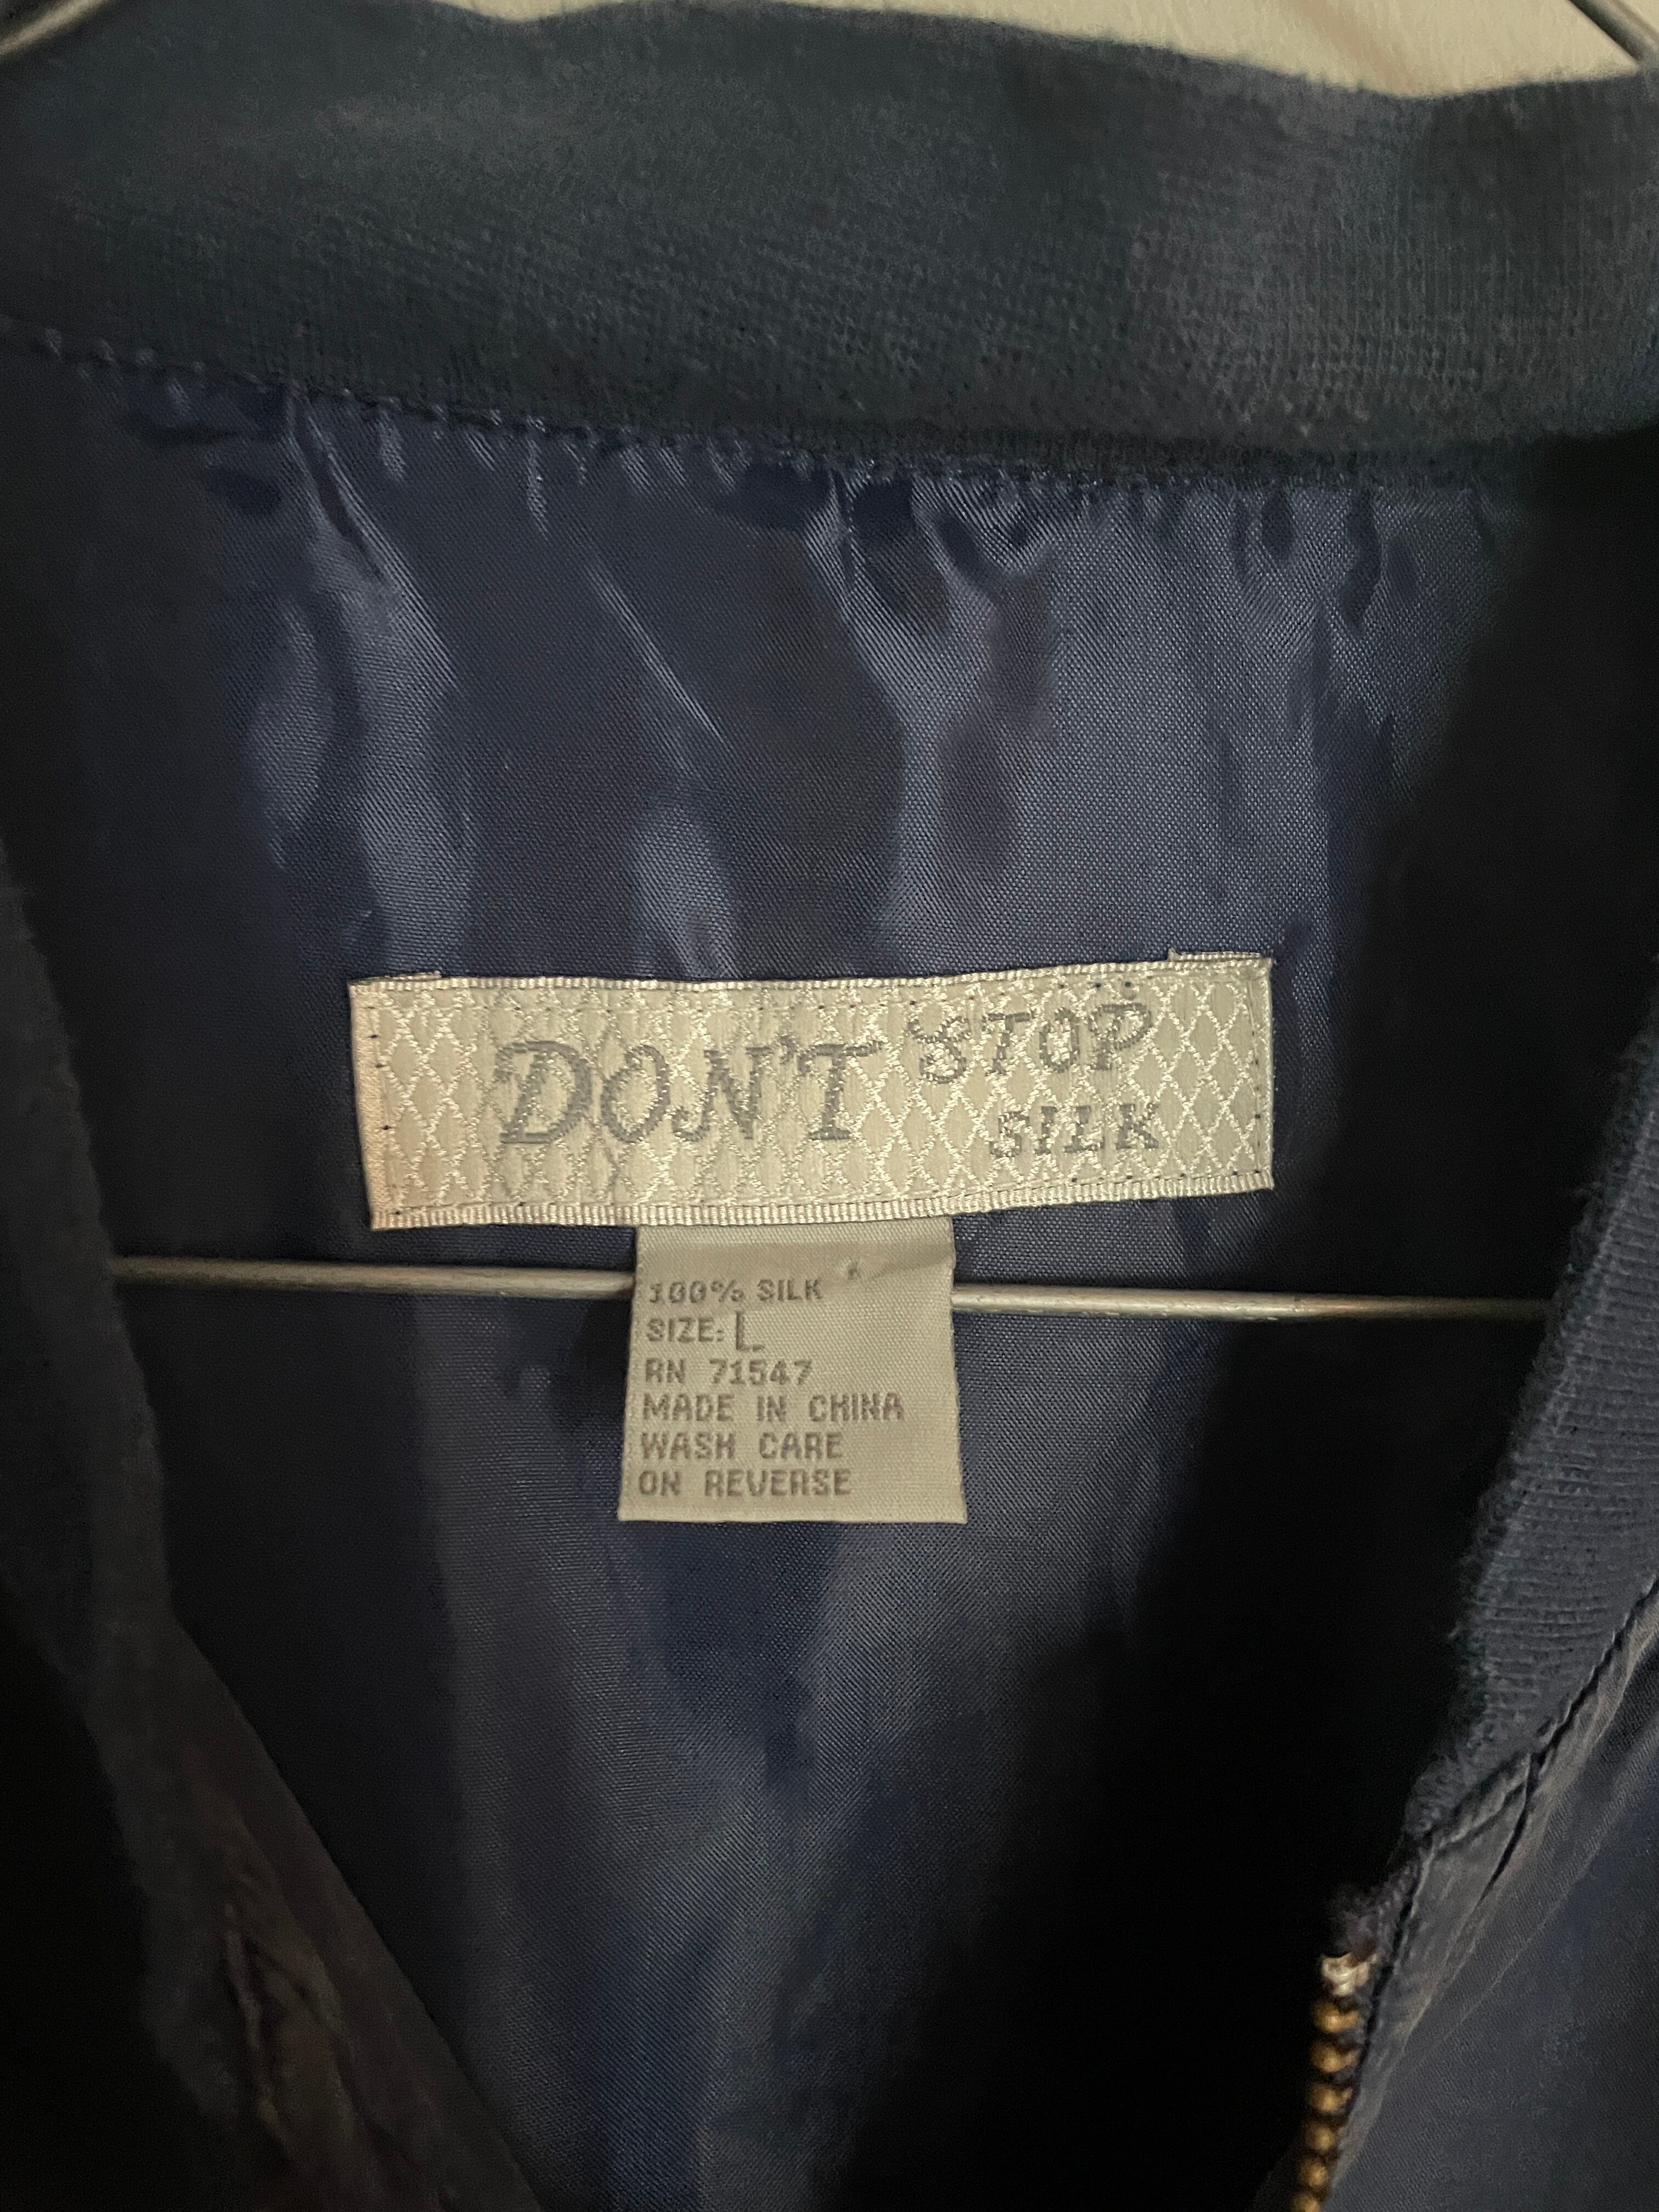 DON'T STOP
SILK
100% SILK
SIZE: L
RN 71547
MADE IN CHINA
WASH CARE
ON REVERSE